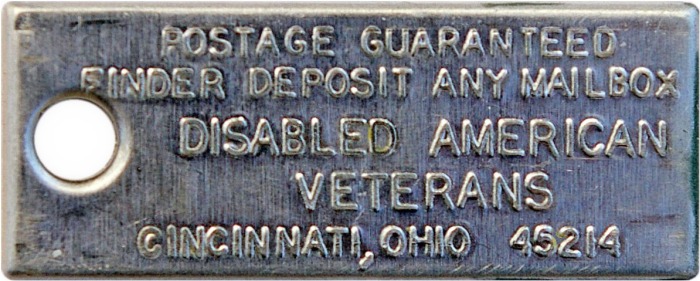 POSTAGE GUARANTEED
FINDER DEPOSIT ANY MAILBOX
DISABLED AMERICAN
VETERANS
CINCINNATI, OHIO 45214